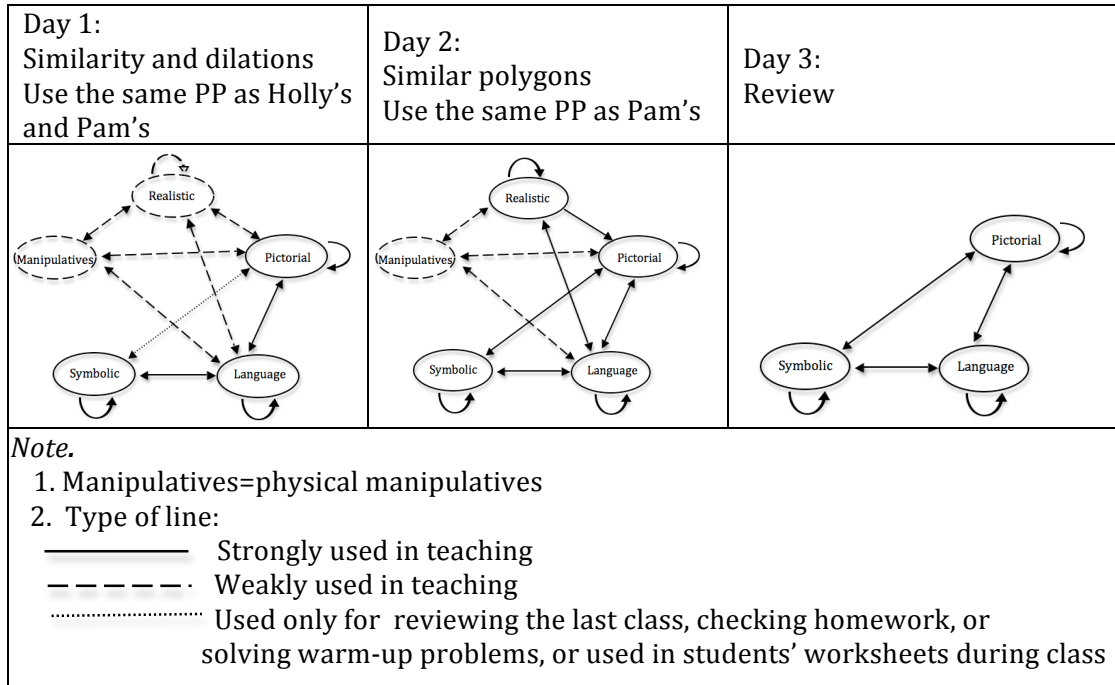 Day 1:
Similarity and dilations
Use the same PP as Holly’s
and Pam’s
Day 2:
Similar polygons
Use the same PP as Pam’s
Day 3:
Review
Realistic
Manipulatives
Pictorial
Symbolic
Language
Realistic
Manipulatives
Pictorial
Symbolic
Language
Pictorial
Symbolic
Language
Note.
1. Manipulatives=physical manipulatives
2. Type of line:
Strongly used in teaching
Weakly used in teaching
Used only for reviewing the last class, checking homework, or
solving warm-up problems, or used in students’ worksheets during class